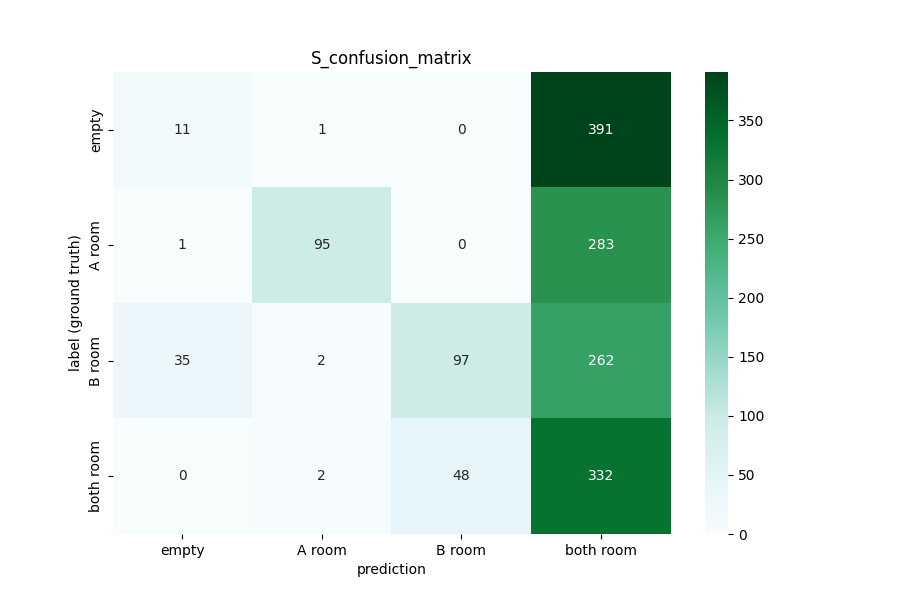 S_confusion_matrix
label (ground truth)
empty
11 1 0 391
A room
1 95 0 283
B room
35 2 97 262
both room
0 2 48 332
empty A room B room both room
prediction
350
300
250
200
150
100
50
0